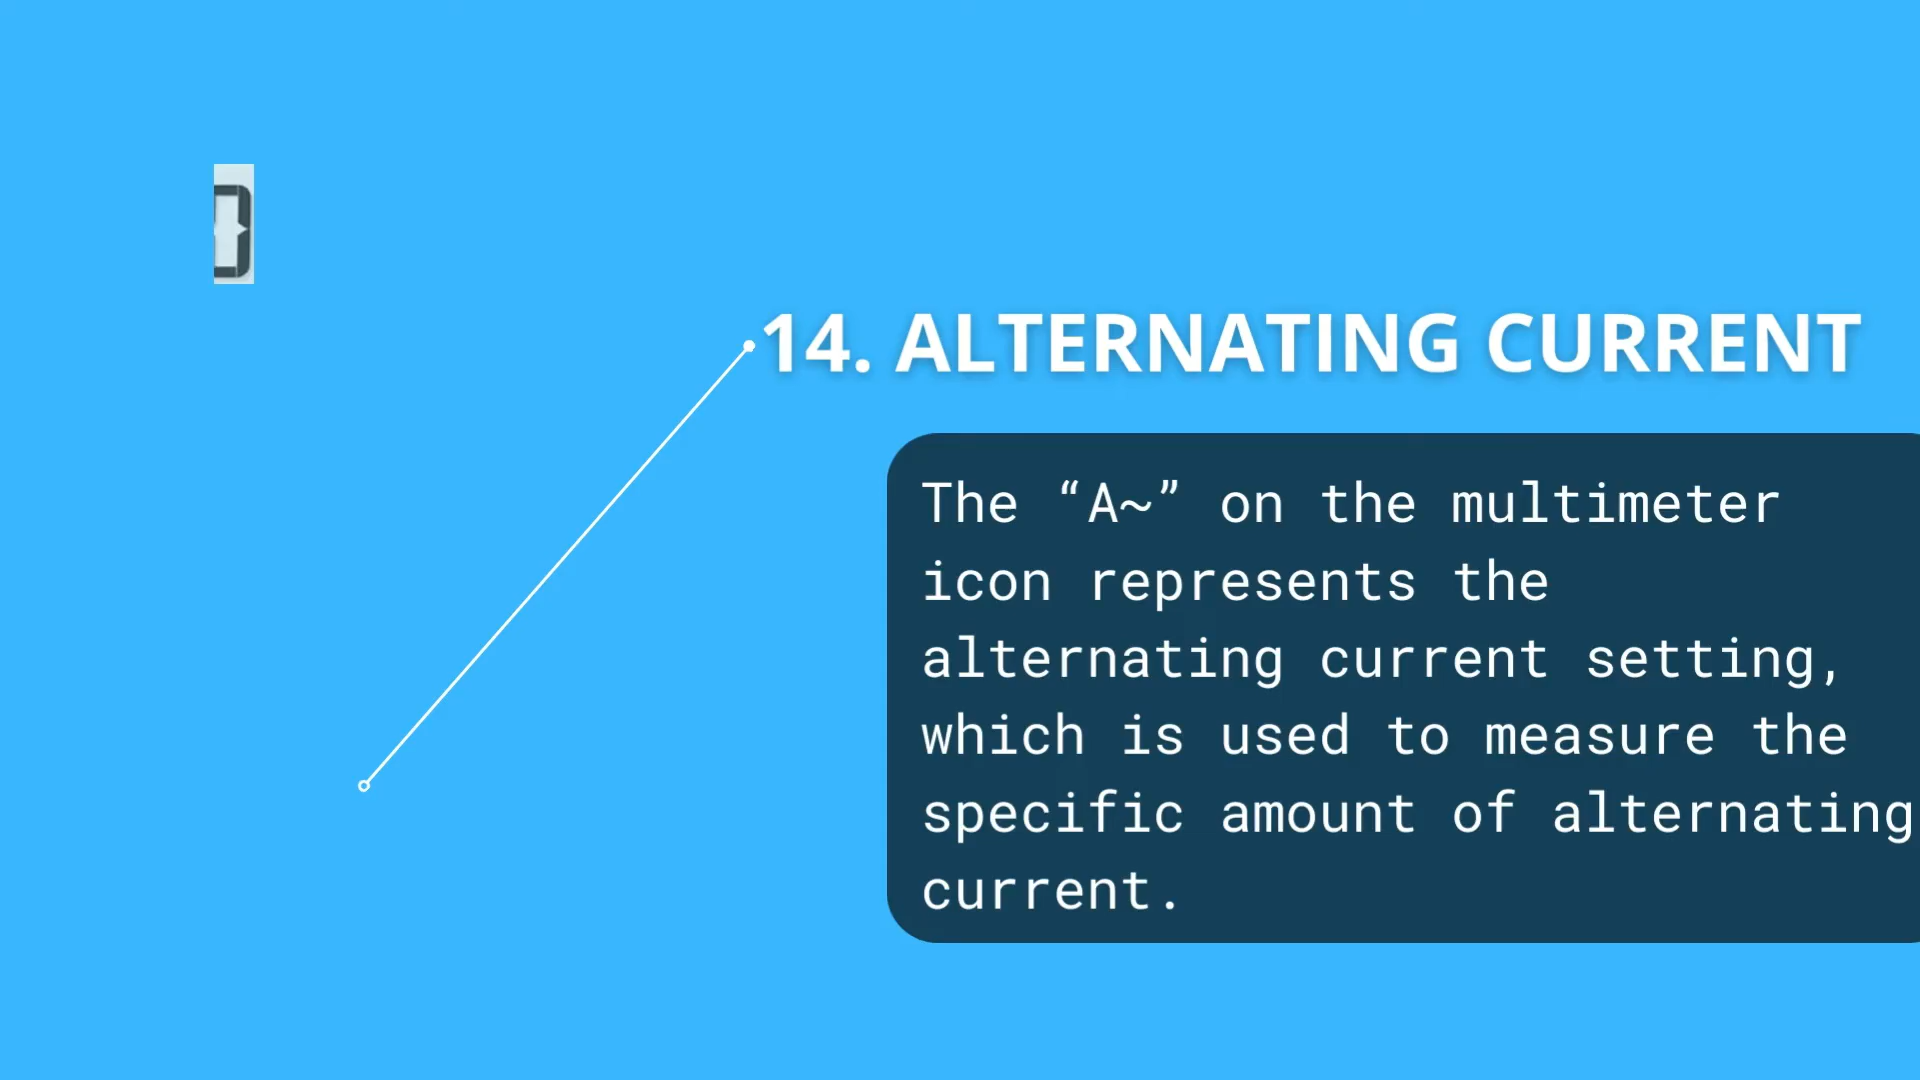 14. ALTERNATING CURRENT
The “A~” on the multimeter
icon represents the
alternating current setting,
which is used to measure the
specific amount of alternating
current.